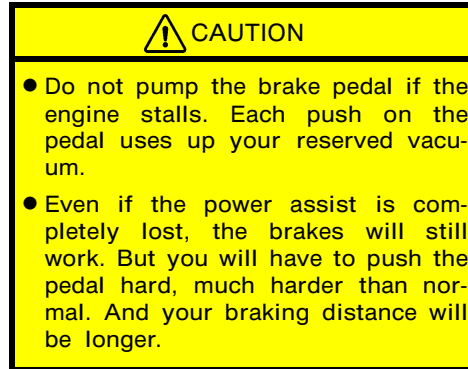 CAUTION
● Do not pump the brake pedal if the
engine stalls. Each push on the
pedal uses up your reserved vacu-
um.
● Even if the power assist is com-
pletely lost, the brakes will still
work. But you will have to push the
pedal hard, much harder than nor-
mal. And your braking distance will
be longer.